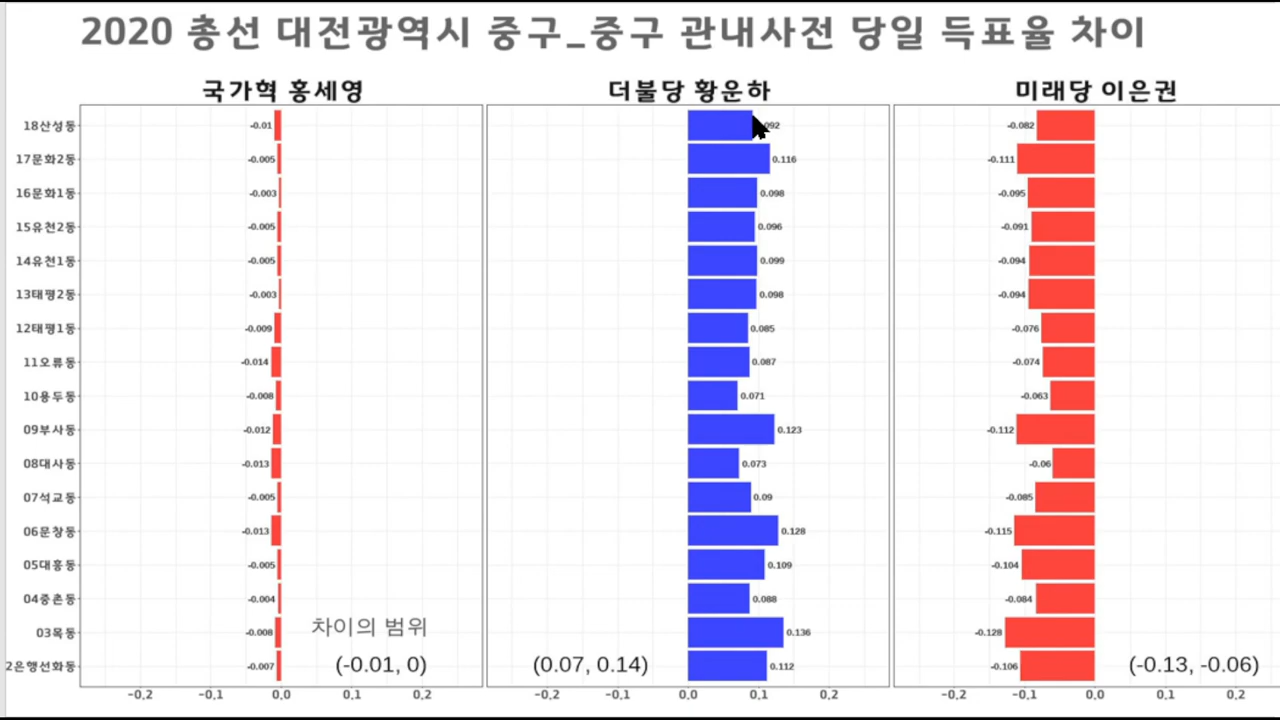 2020 총선 대전광역시 중구_중구 관내사전 당일 득표율 차이
국가혁 홍세영
더불당 황운하
미래당 이은권
18산성동 -0.01 092 -0.082
17문화2동 -0.005 0.116 -0.111
16문화1동 -0.003 0.098 -0.095
15유천2동 -0.005 0.096 -0.091
14유천1동 -0.005 0.099 -0.094
13태평2동 -0.003 0.098 -0.094
12태평1동 -0.009 0.085 -0.076
11오류동 -0.014 0.087 -0.074
10용두동 -0.008 0.071 -0.063
09부사동 -0.012 0.123 -0.112
08대사동 -0.013 0.073 -0.06
07석교동 -0.005 0.09 -0.085
06문창동 -0.013 0.128 -0.115
05대흥동 -0.005 0.109 -0.104
04중촌동 -0.004 0.088 -0.084
03목동 -0.008 차이의 범위 0.136 -0.128
2은행선화동 -0.007 (-0.01, 0) (0.07, 0.14) 0.112 -0.106 (-0.13, -0.06)
-0.2 -0.1 0.0 0.1 0.2 -0.2 -0.1 0.0 0.1 0.2 -0.2 -0.1 0.0 0.1 0.2